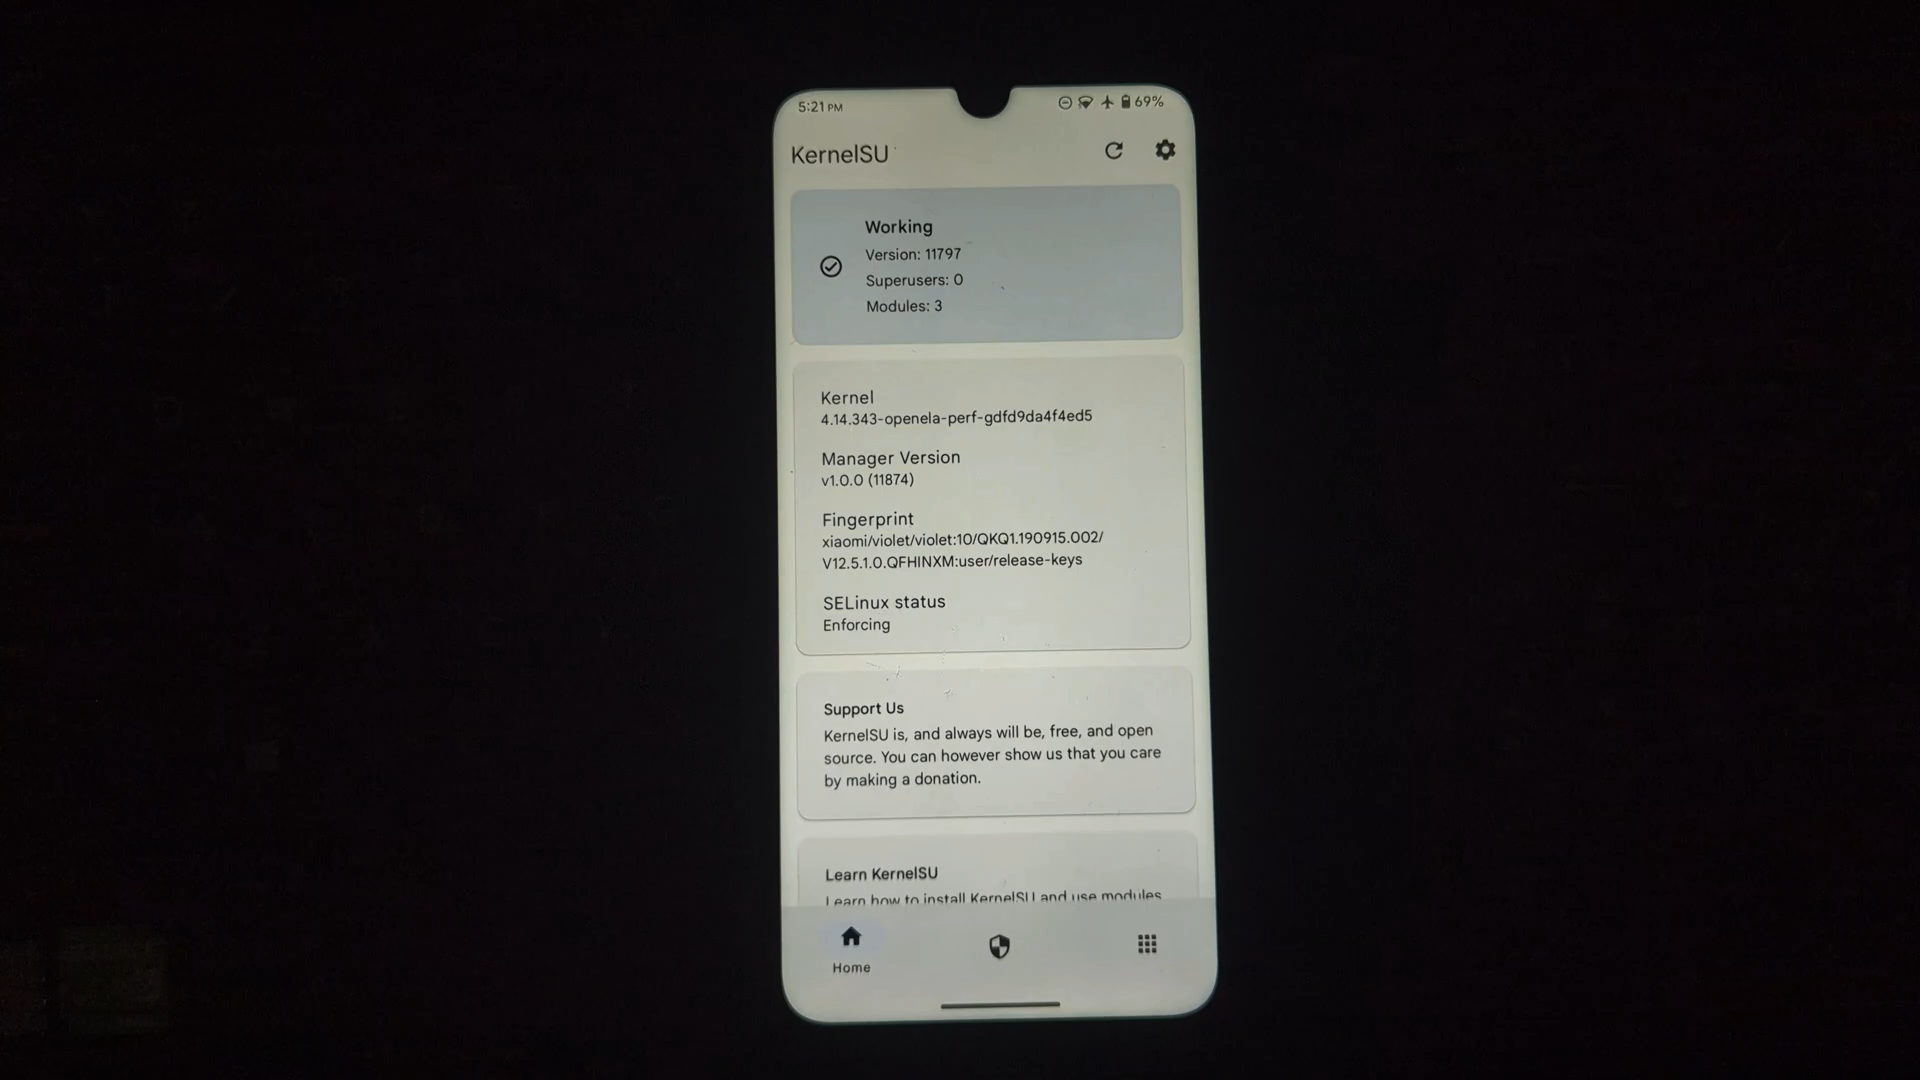 5:21 PM
69%
KernelSU
Working
Version: 11797
Superusers: 0
Modules: 3
Kernel
4.14.343-openela-perf-gdfd9da4f4ed5
Manager Version
v1.0.0 (11874)
Fingerprint
xiaomi/violet/violet:10/QKQ1.190915.002/
V12.5.1.0.QFHINXM:user/release-keys
SELinux status
Enforcing
Support Us
KernelSU is, and always will be, free, and open
source. You can however show us that you care
by making a donation.
Learn KernelSU
Learn how to install KernelSU and use modules
Home